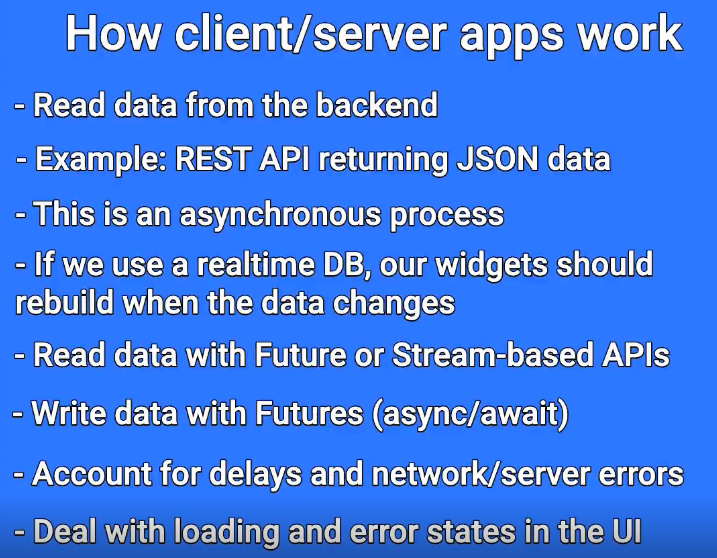 How client/server apps work
- Read data from the backend
- Example: REST API returning JSON data
- This is an asynchronous process
- If we use a realtime DB, our widgets should
rebuild when the data changes
- Read data with Future or Stream-based APIs
- Write data with Futures (async/await)
- Account for delays and network/server errors
- Deal with loading and error states in the UI